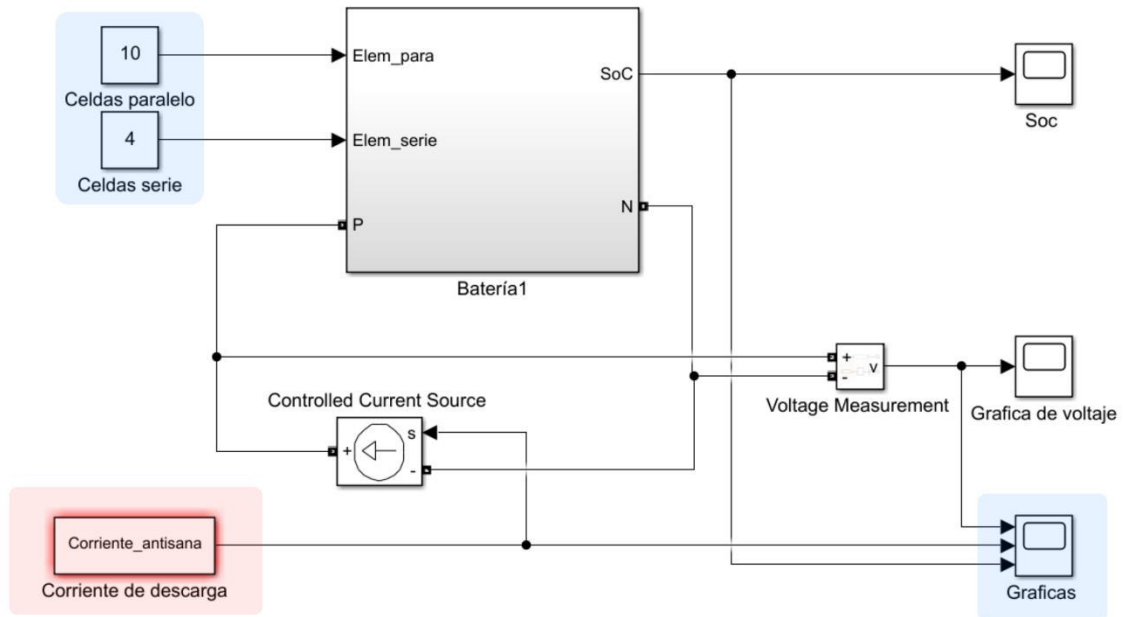 10
Celdas paralelo
4
Celdas serie
Elem_para
Elem_serie
P
SoC
N
Batería1
Soc
Controlled Current Source
+
s
-
+
-
v
Voltage Measurement
Grafica de voltaje
Corriente_antisana
Corriente de descarga
Graficas